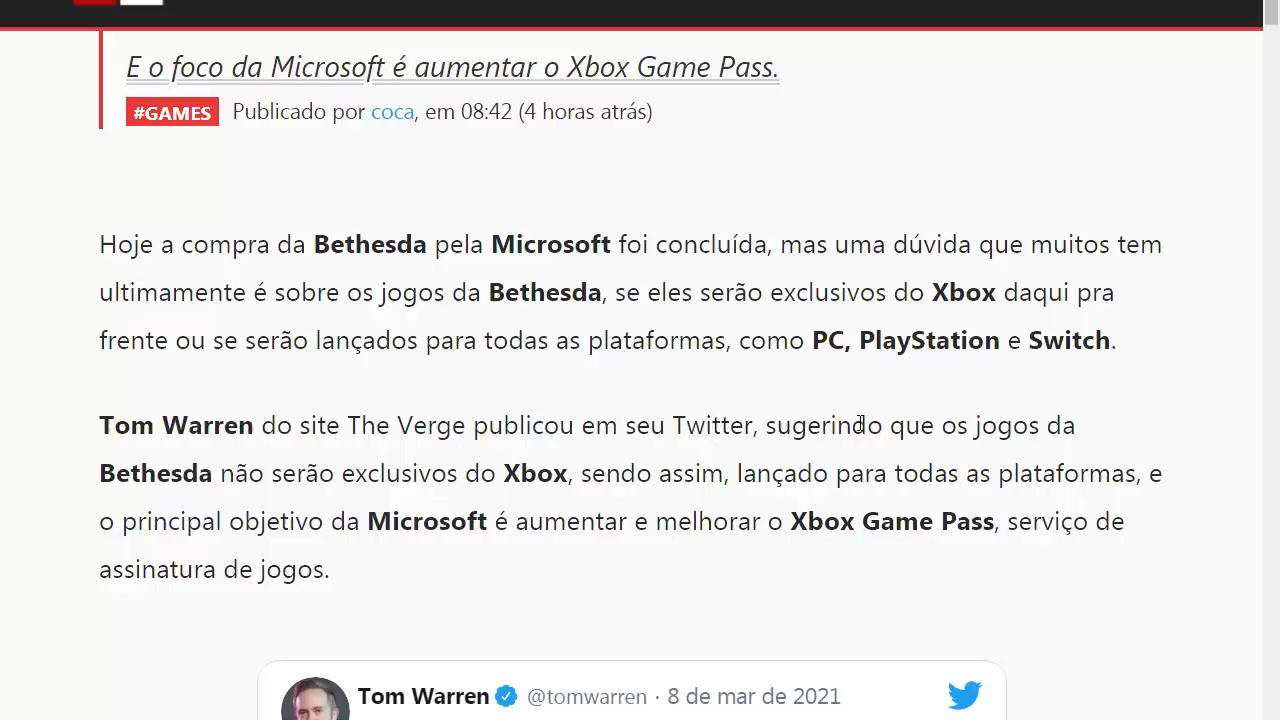 E o foco da Microsoft é aumentar o Xbox Game Pass.
#GAMES Publicado por coca, em 08:42 (4 horas atrás)
Hoje a compra da Bethesda pela Microsoft foi concluída, mas uma dúvida que muitos tem
ultimamente é sobre os jogos da Bethesda, se eles serão exclusivos do Xbox daqui pra
frente ou se serão lançados para todas as plataformas, como PC, PlayStation e Switch.
Tom Warren do site The Verge publicou em seu Twitter, sugerindo que os jogos da
Bethesda não serão exclusivos do Xbox, sendo assim, lançado para todas as plataformas, e
o principal objetivo da Microsoft é aumentar e melhorar o Xbox Game Pass, serviço de
assinatura de jogos.
Tom Warren @tomwarren · 8 de mar de 2021